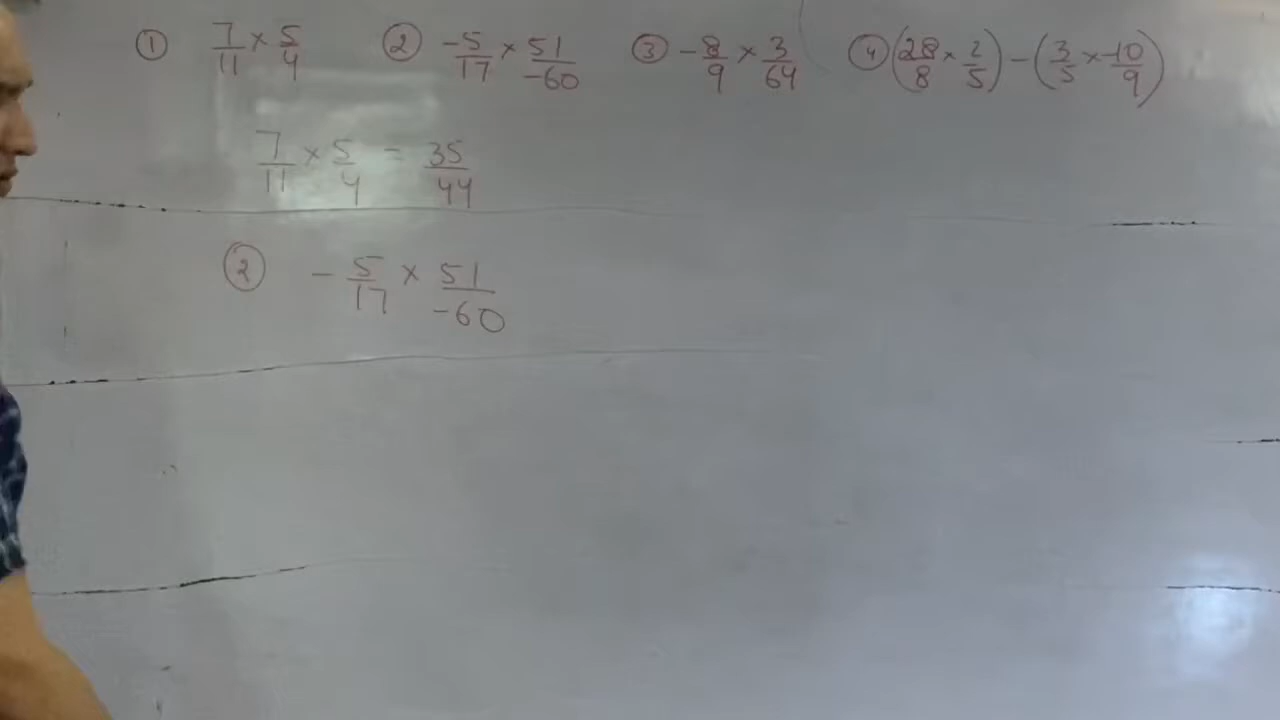 ① 7/11 × 5/4 ② -5/17 × 51/-60 ③ -8/9 × 3/64 ④ (28/8 × 2/5) - (3/5 × -10/9)
7/11 × 5/4 = 35/44
② - 5/17 × 51/-60